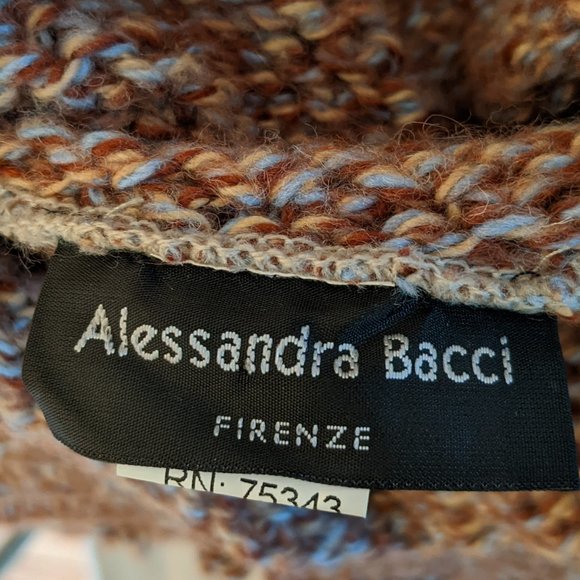 Alessandra Bacci
FIRENZE
RN: 75343